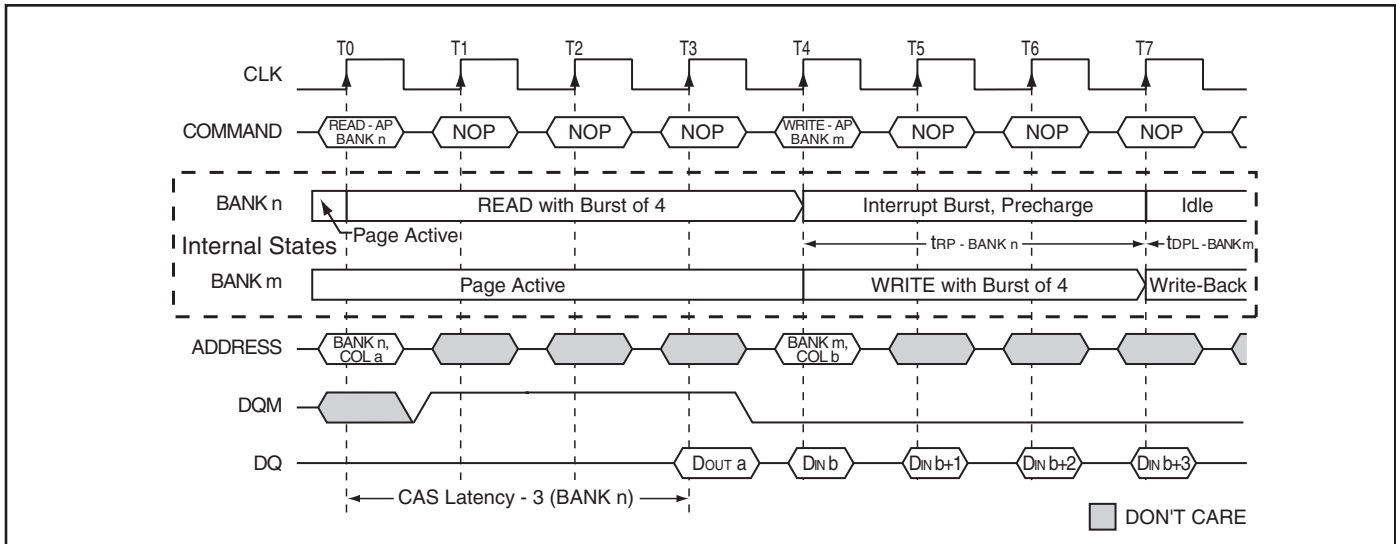 T0 T1 T2 T3 T4 T5 T6 T7
CLK
COMMAND READ - AP BANK n NOP NOP NOP WRITE - AP BANK m NOP NOP NOP
BANK n READ with Burst of 4 Interrupt Burst, Precharge Idle
Internal States Page Active tRP - BANK n tDPL - BANK m
BANK m Page Active WRITE with Burst of 4 Write-Back
ADDRESS BANK n, COL a BANK m, COL b
DQM
DQ DOUT a DIN b DIN b+1 DIN b+2 DIN b+3
CAS Latency - 3 (BANK n)
DON'T CARE